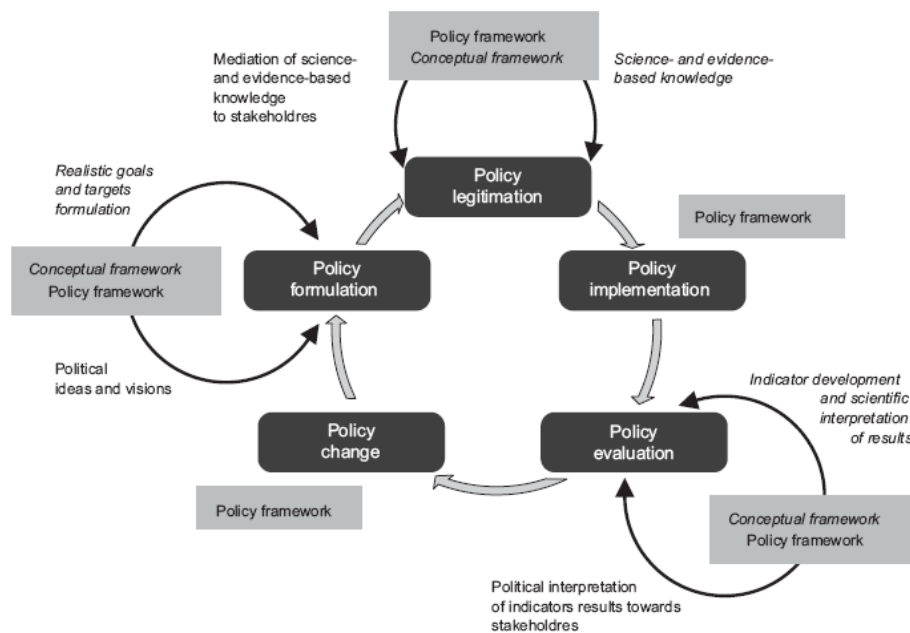 Policy framework
Conceptual framework
Mediation of science-
and evidence-based
knowledge
to stakeholdres
Science- and evidence-
based knowledge
Policy
legitimation
Realistic goals
and targets
formulation
Policy framework
Conceptual framework
Policy framework
Policy
formulation
Policy
implementation
Political
ideas and visions
Indicator development
and scientific
interpretation
of results
Policy
change
Policy
evaluation
Policy framework
Conceptual framework
Policy framework
Political interpretation
of indicators results towards
stakeholdres